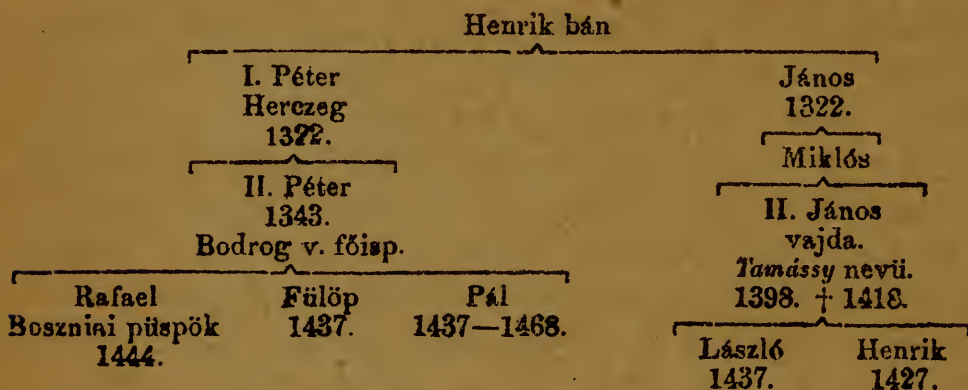 Henrik bán
I. Péter
Herczeg
1322.
II. Péter
1343.
Bodrog v. főisp.
Rafael
Boszniai püspök
1444.
Fülöp
1437.
Pál
1437—1468.
János
1322.
Miklós
II. János
vajda.
Tamássy nevü.
1398. † 1418.
László
1437.
Henrik
1427.